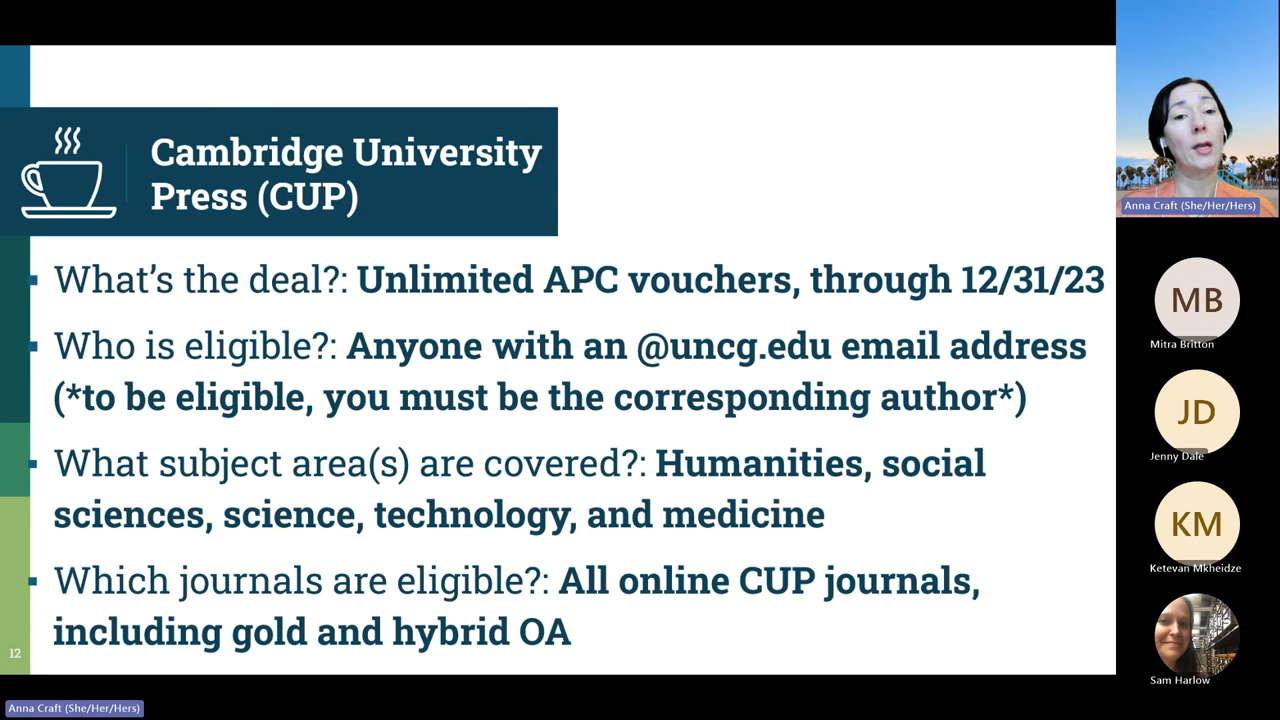 Cambridge University
Press (CUP)
▪ What’s the deal?: Unlimited APC vouchers, through 12/31/23
▪ Who is eligible?: Anyone with an @uncg.edu email address
(*to be eligible, you must be the corresponding author*)
▪ What subject area(s) are covered?: Humanities, social
sciences, science, technology, and medicine
▪ Which journals are eligible?: All online CUP journals,
including gold and hybrid OA
12
Anna Craft (She/Her/Hers)
MB
Mitra Britton
JD
Jenny Dale
KM
Ketevan Mkheidze
Sam Harlow
Anna Craft (She/Her/Hers)